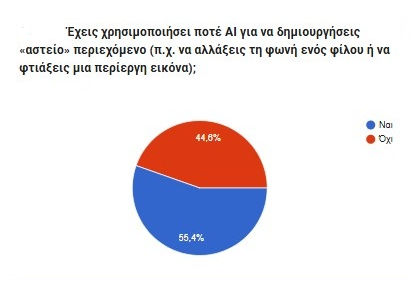 Έχεις χρησιμοποιήσει ποτέ AI για να δημιουργήσεις
«αστείο» περιεχόμενο (π.χ. να αλλάξεις τη φωνή ενός φίλου ή να
φτιάξεις μια περίεργη εικόνα);
Ναι
Όχι
44,6%
55,4%